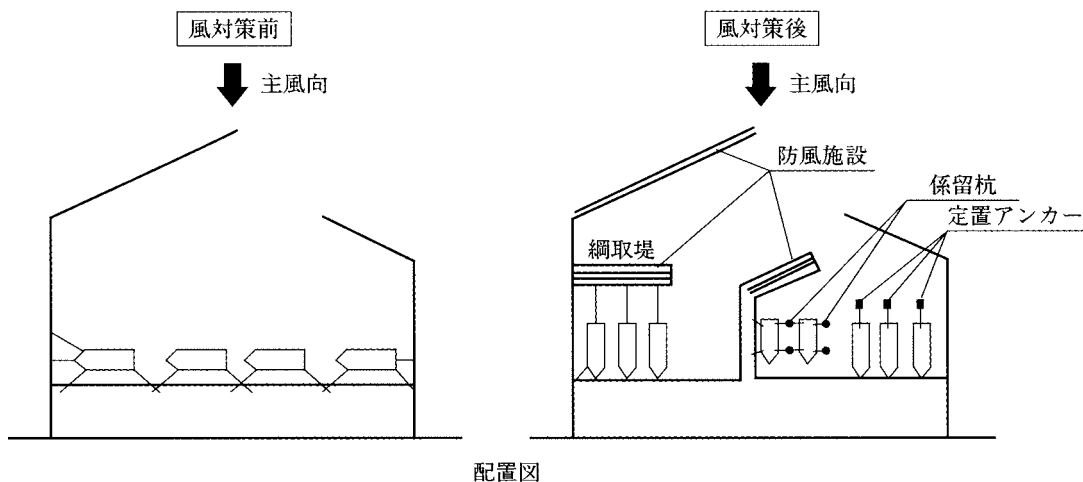 風対策前
主風向
風対策後
主風向
防風施設
係留杭
定置アンカー
綱取堤
配置図